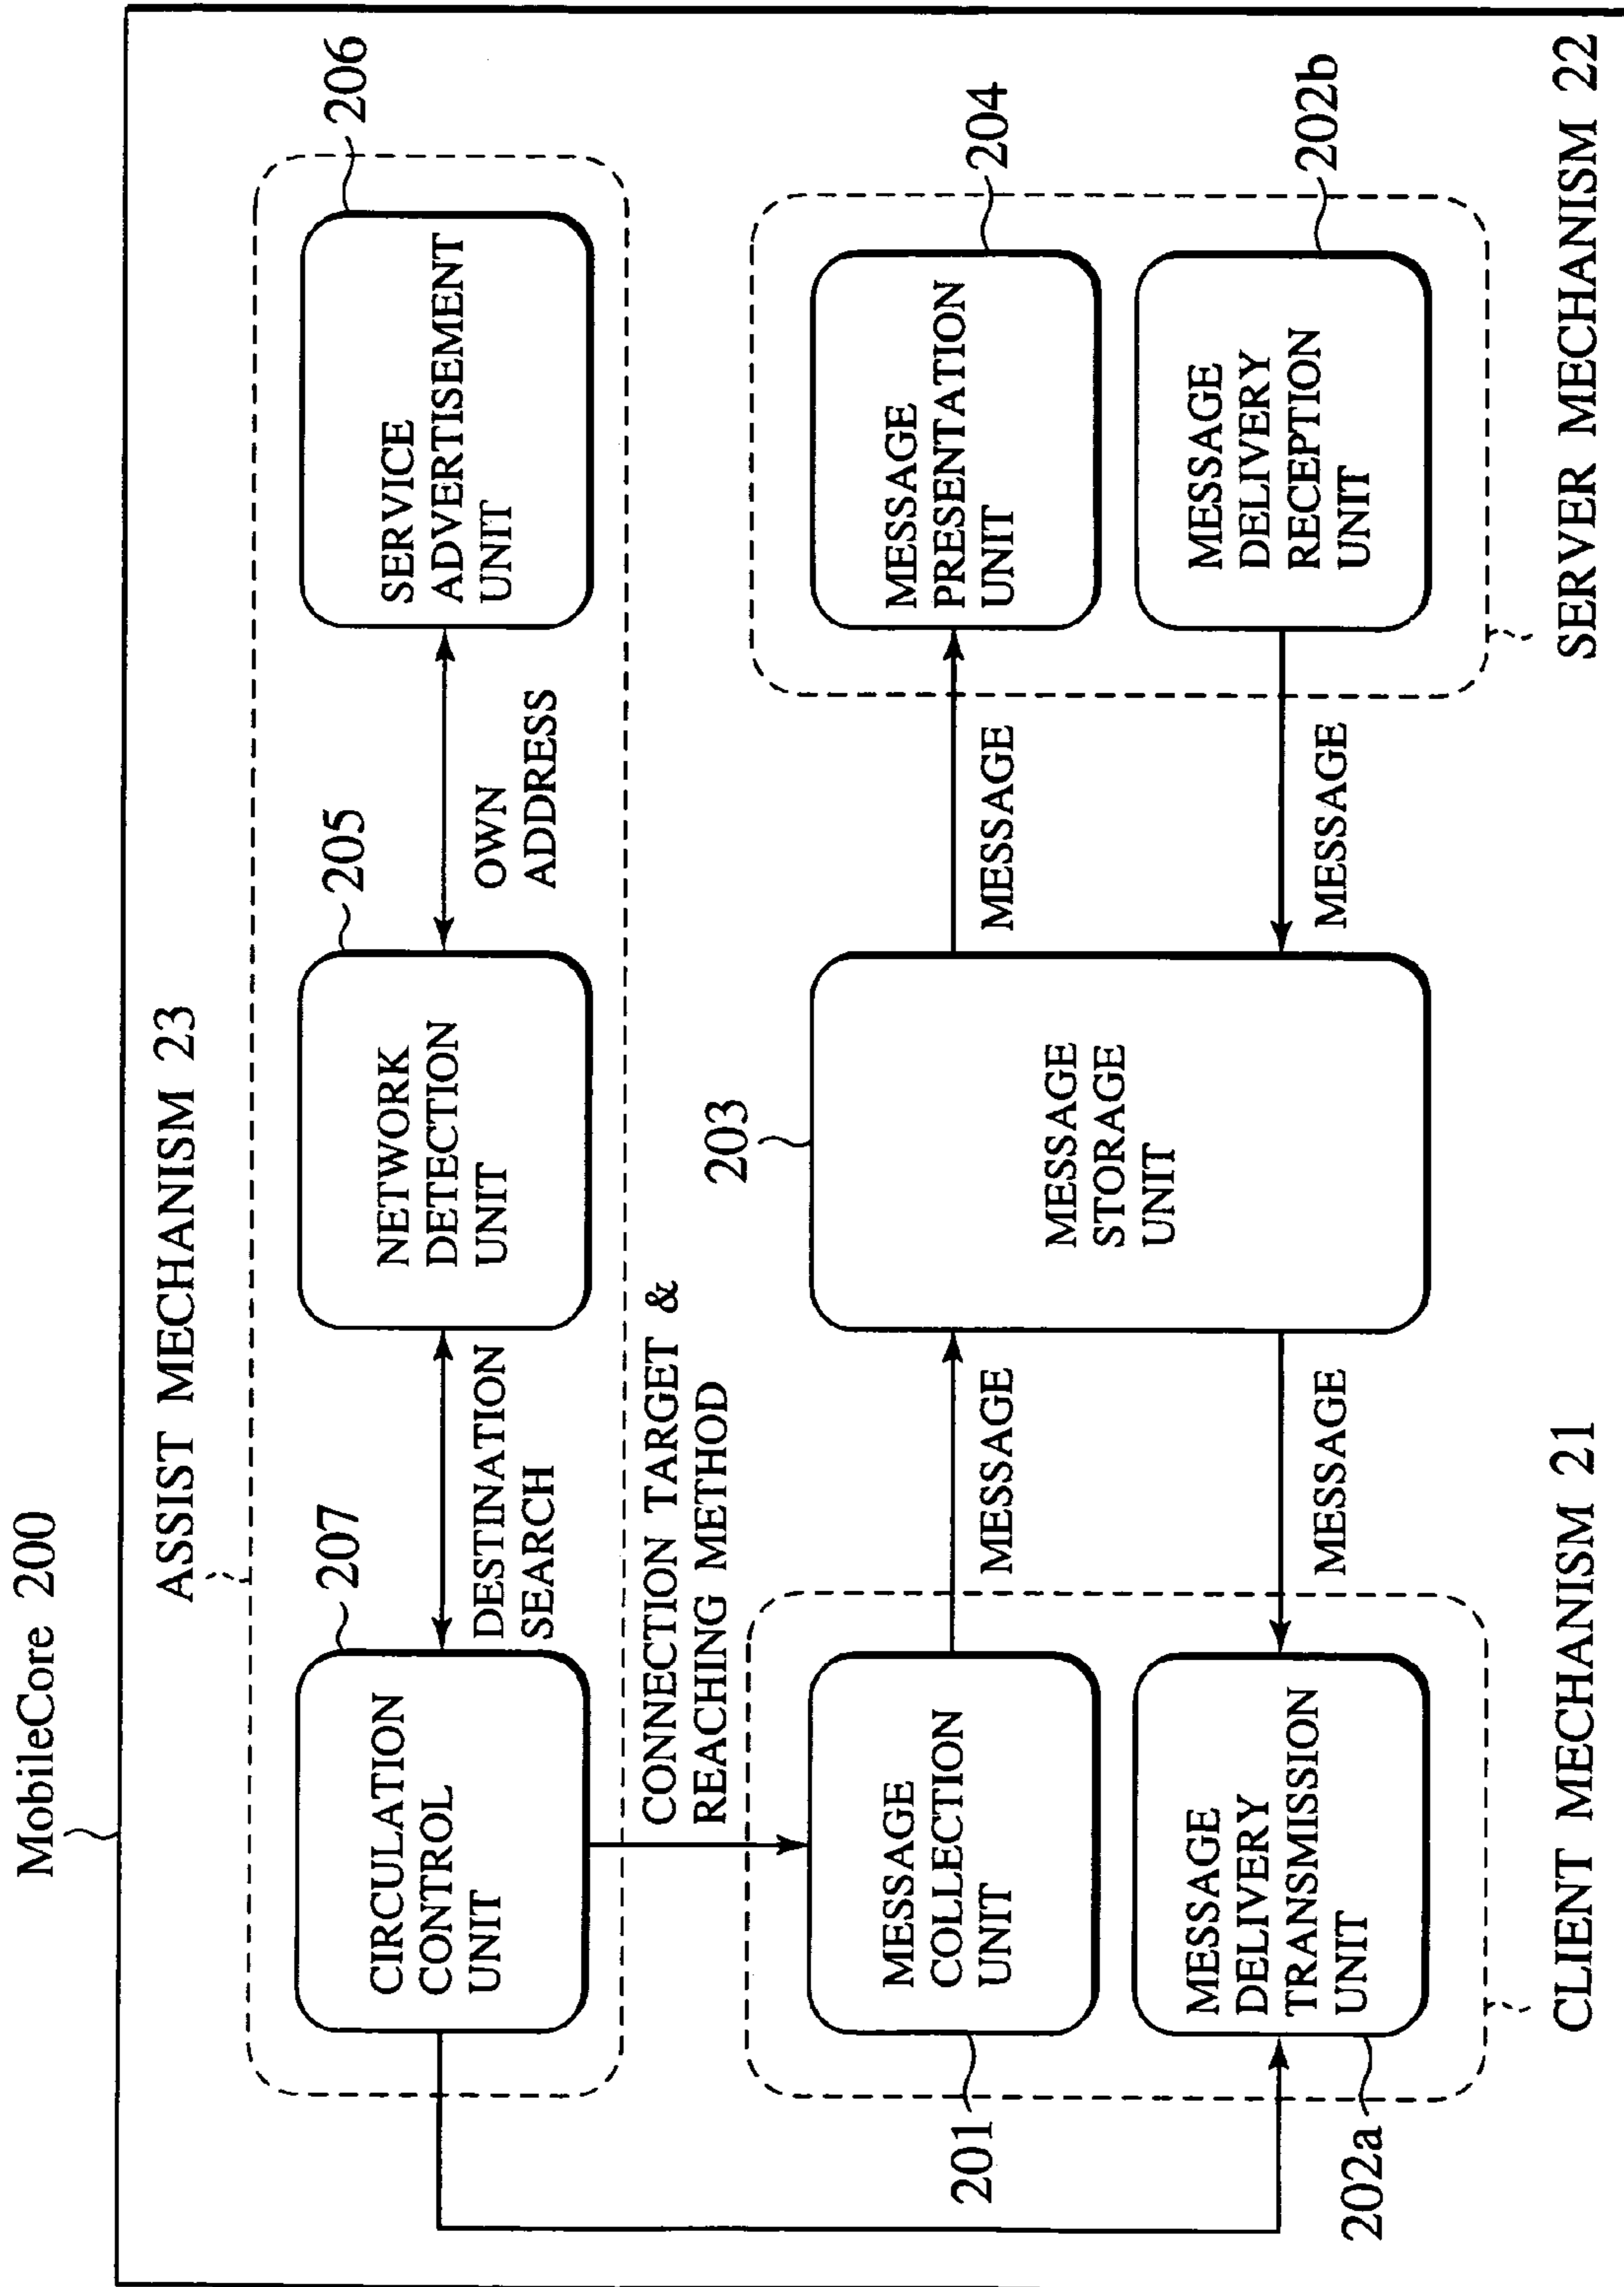 MobileCore 200
ASSIST MECHANISM 23
207
205
206
CIRCULATION
CONTROL
UNIT
DESTINATION
SEARCH
NETWORK
DETECTION
UNIT
OWN
ADDRESS
SERVICE
ADVERTISEMENT
UNIT
CONNECTION TARGET &
REACHING METHOD
203
201
MESSAGE
COLLECTION
UNIT
MESSAGE
MESSAGE
STORAGE
UNIT
MESSAGE
MESSAGE
PRESENTATION
UNIT
204
202a
MESSAGE
DELIVERY
TRANSMISSION
UNIT
MESSAGE
MESSAGE
MESSAGE
DELIVERY
RECEPTION
UNIT
202b
CLIENT MECHANISM 21
SERVER MECHANISM 22